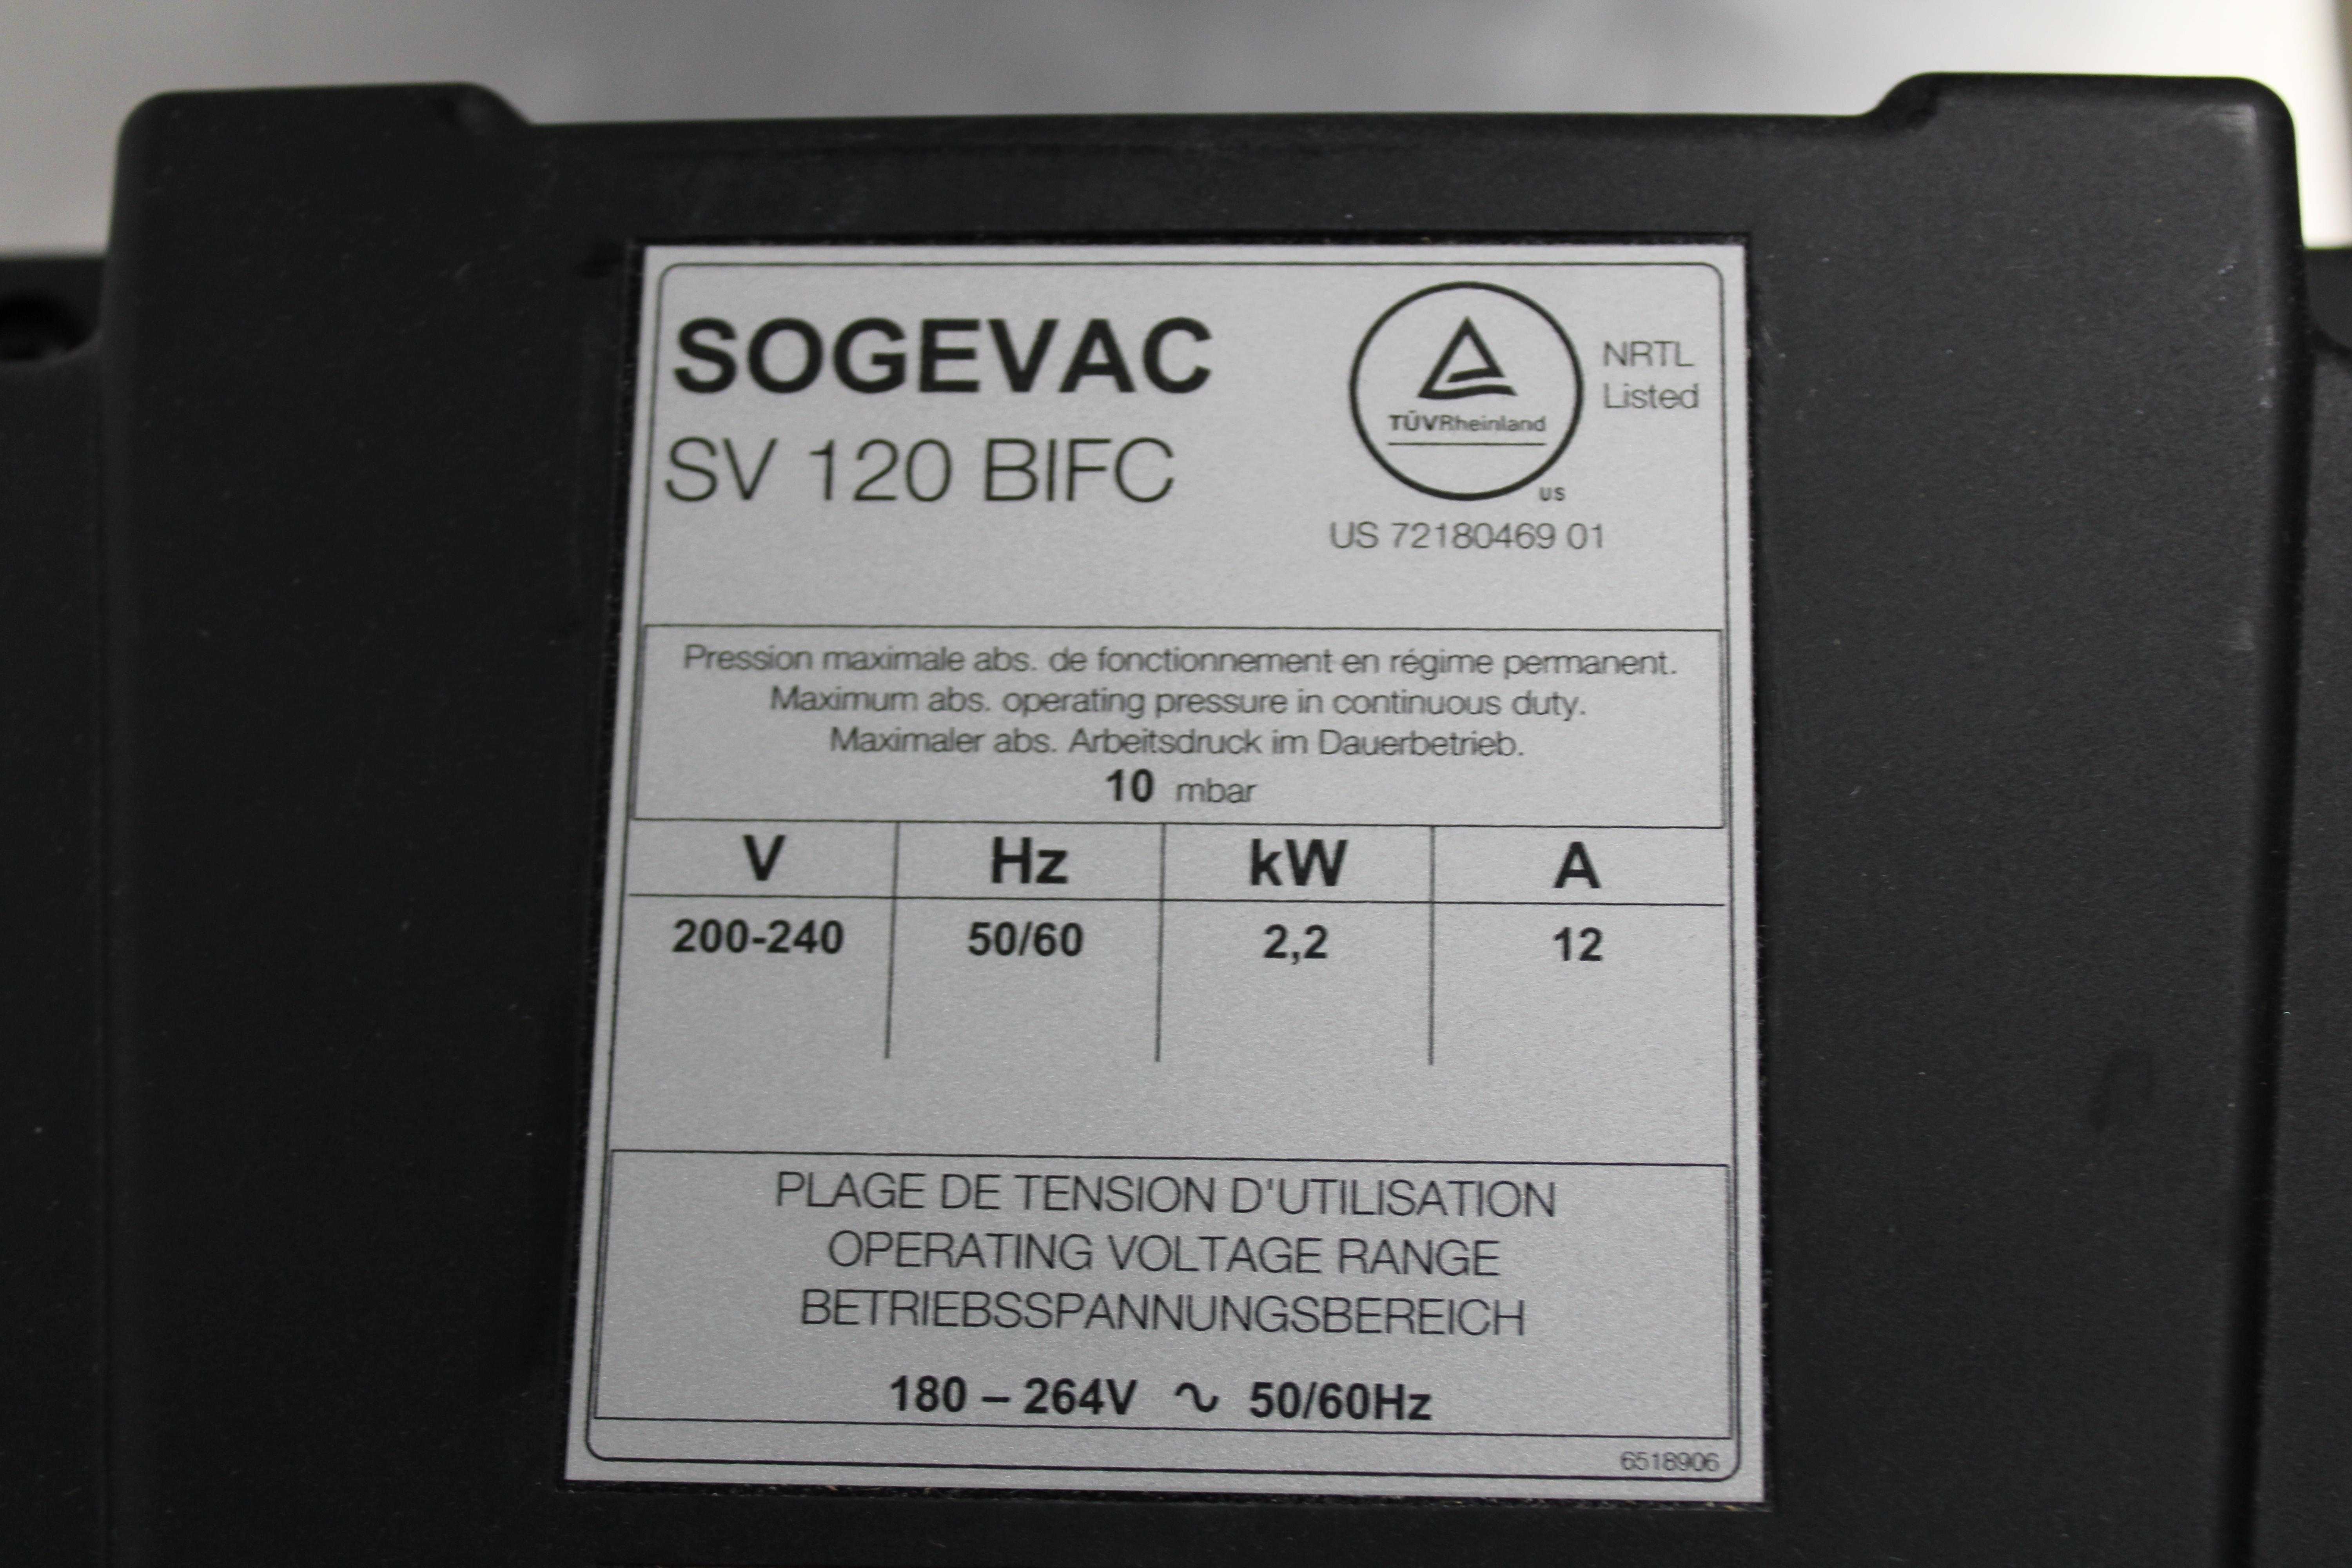 SOGEVAC
SV 120 BIFC
TÜVRheinland
US
NRTL
Listed
US 72180469 01
Pression maximale abs. de fonctionnement en régime permanent.
Maximum abs. operating pressure in continuous duty.
Maximaler abs. Arbeitsdruck im Dauerbetrieb.
10 mbar
V Hz kW A
200-240 50/60 2,2 12
PLAGE DE TENSION D'UTILISATION
OPERATING VOLTAGE RANGE
BETRIEBSSPANNUNGSBEREICH
180 – 264V ∿ 50/60Hz
6518906